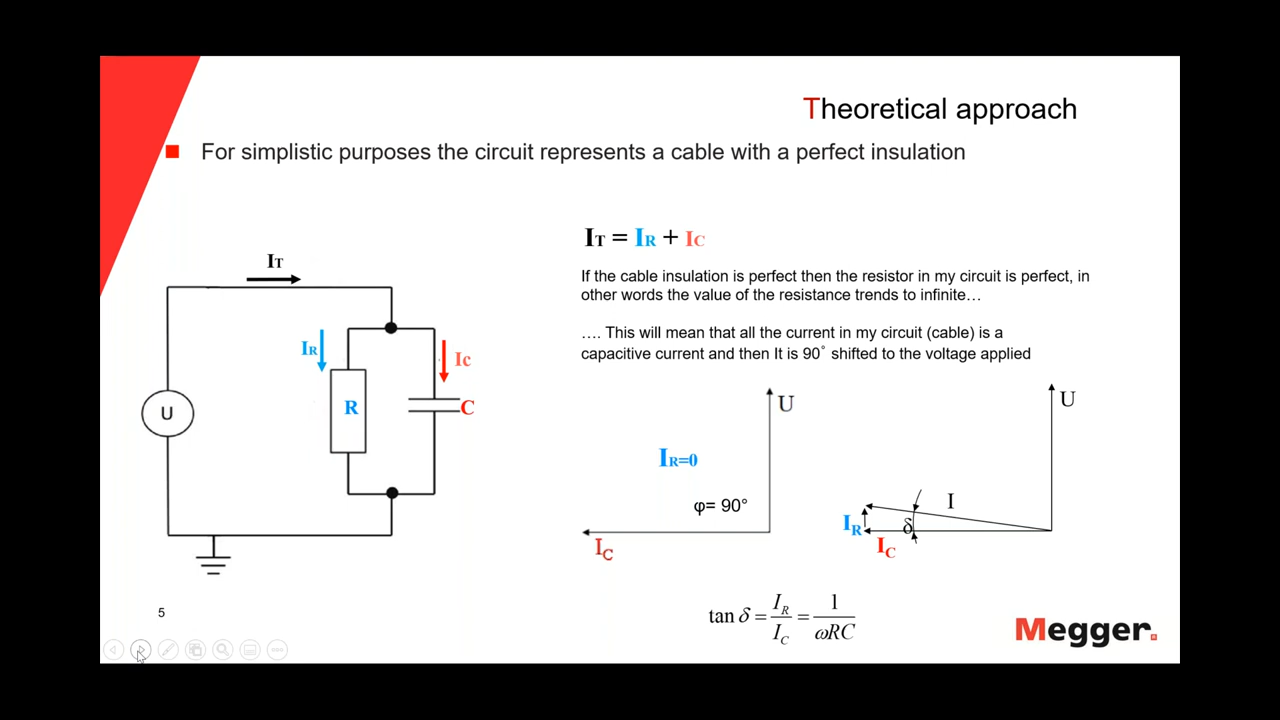 Theoretical approach
For simplistic purposes the circuit represents a cable with a perfect insulation
IT = IR + IC
If the cable insulation is perfect then the resistor in my circuit is perfect, in
other words the value of the resistance trends to infinite…
…. This will mean that all the current in my circuit (cable) is a
capacitive current and then It is 90° shifted to the voltage applied
IT
IR
Ic
U
R
C
U
IR=0
φ= 90°
IC
U
I
IR
δ
IC
tan δ = IR/IC = 1/ωRC
5
Megger.